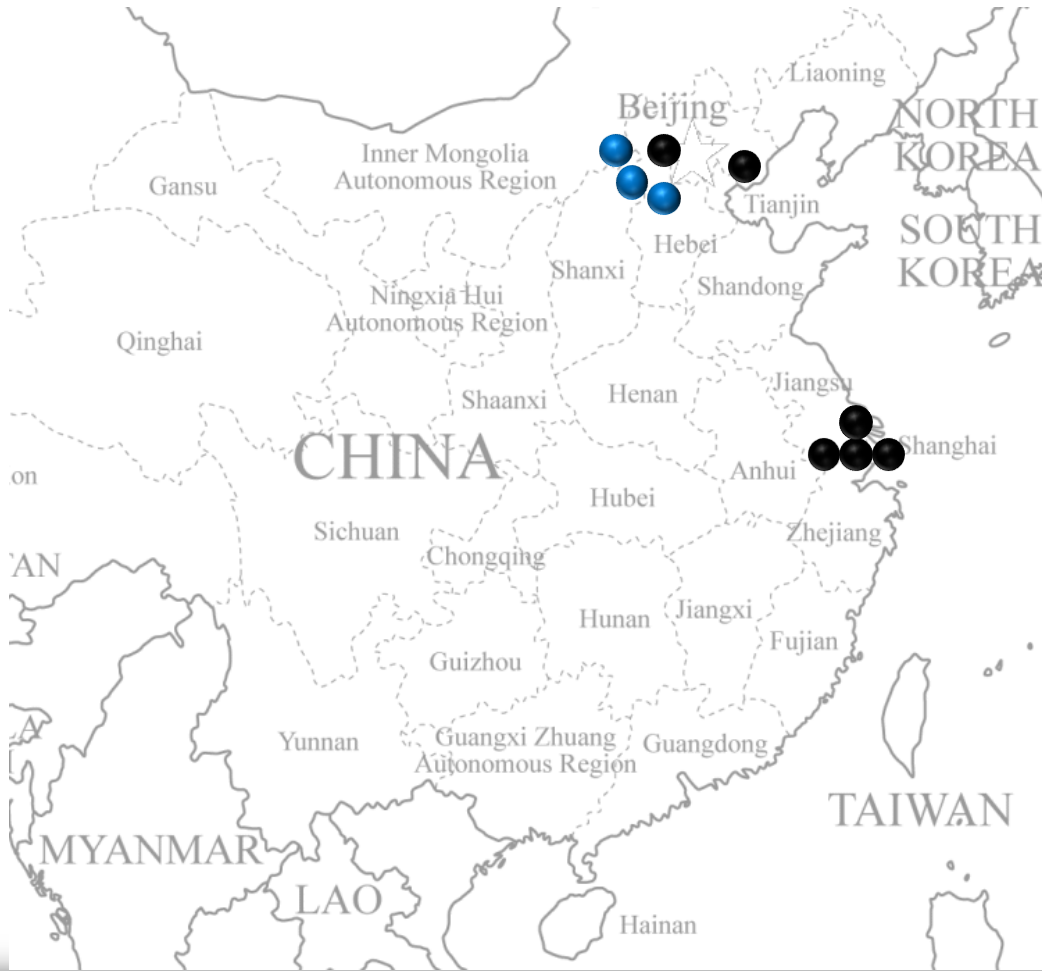 Liaoning
Beijing
NORTH
KOREA
Inner Mongolia
Autonomous Region
Gansu
Tianjin
SOUTH
KOREA
Hebei
Shanxi
Shandong
Ningxia Hui
Autonomous Region
Qinghai
Jiangsu
Henan
Shaanxi
CHINA
Shanghai
Anhui
on
Hubei
Sichuan
Zhejiang
Chongqing
AN
Hunan
Jiangxi
Fujian
Guizhou
A
Yunnan
Guangxi Zhuang
Autonomous Region
Guangdong
TAIWAN
MYANMAR
LAO
Hainan